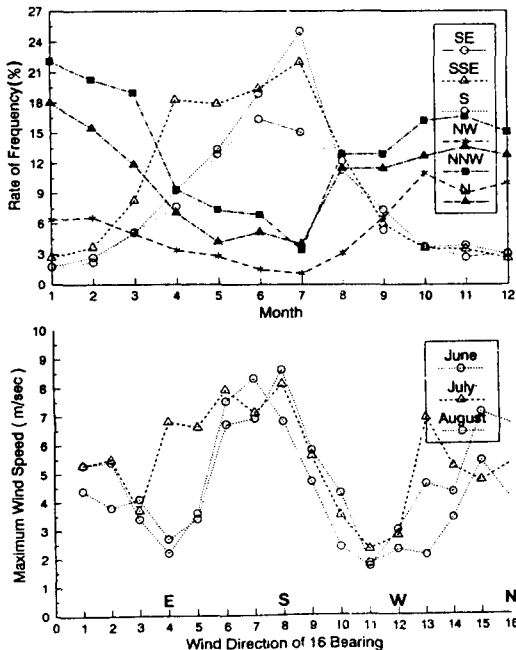 27
24
21
18
15
12
9
6
3
0
Rate of Frequency(%)
SE
SSE
S
NW
NNW
N
1 2 3 4 5 6 7 8 9 10 11 12
Month
10
9
8
7
6
5
4
3
2
1
0
Maximum Wind Speed ( m/sec)
June
July
August
E S W N
0 1 2 3 4 5 6 7 8 9 10 11 12 13 14 15 16
Wind Direction of 16 Bearing